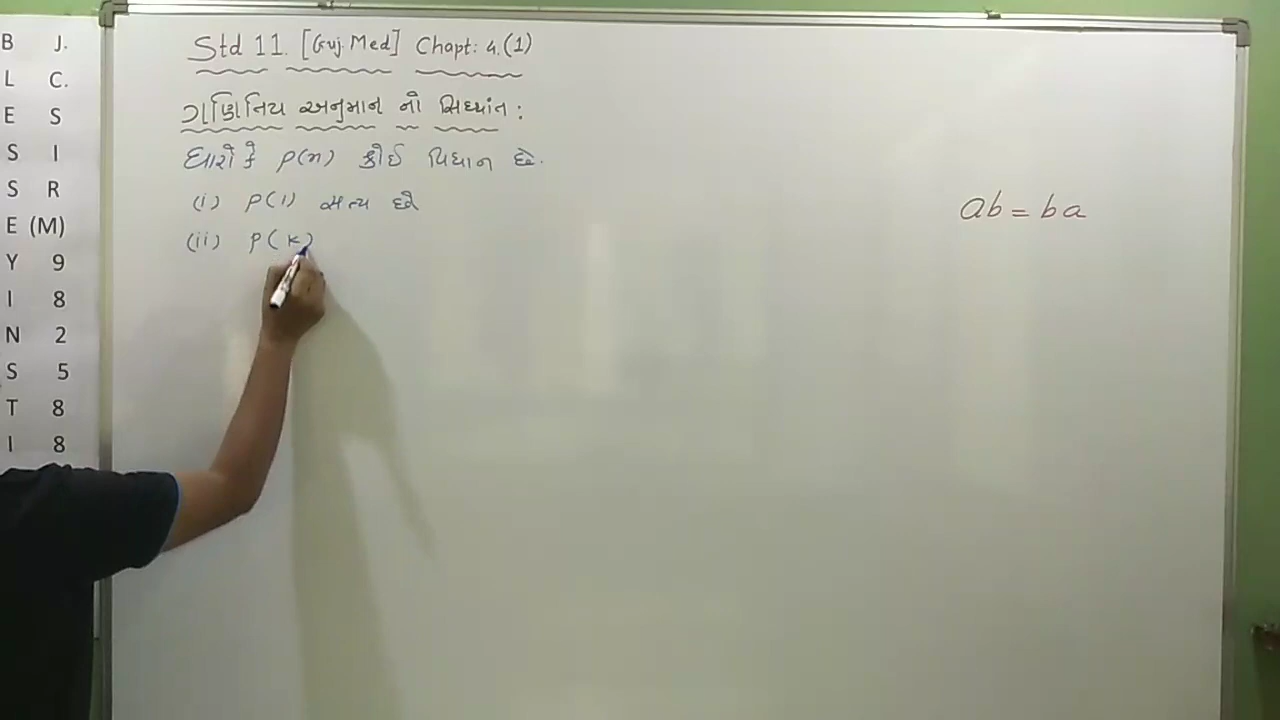 B J.
L C.
E S
S I
S R
E (M)
Y 9
I 8
N 2
S 5
T 8
I 8
Std 11. [Guj. Med] Chapt: 4.(1)
ગણિતિય અનુમાન નો સિધ્ધાંત :
ધારો કે P(n) કોઈ વિધાન છે.
(i) P(1) સત્ય છે
(ii) P(k)
ab = ba